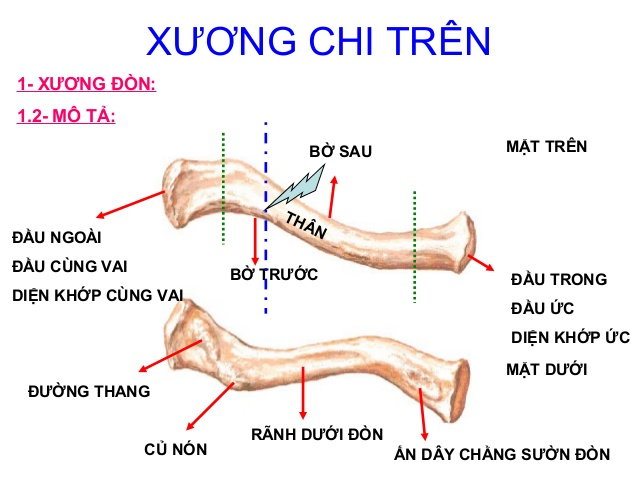 XƯƠNG CHI TRÊN
1- XƯƠNG ĐÒN:
1.2- MÔ TẢ:
BỜ SAU
MẶT TRÊN
THÂN
ĐẦU NGOÀI
ĐẦU CÙNG VAI
DIỆN KHỚP CÙNG VAI
BỜ TRƯỚC
ĐẦU TRONG
ĐẦU ỨC
DIỆN KHỚP ỨC
MẶT DƯỚI
ĐƯỜNG THANG
CỦ NÓN
RÃNH DƯỚI ĐÒN
ẤN DÂY CHẰNG SƯỜN ĐÒN